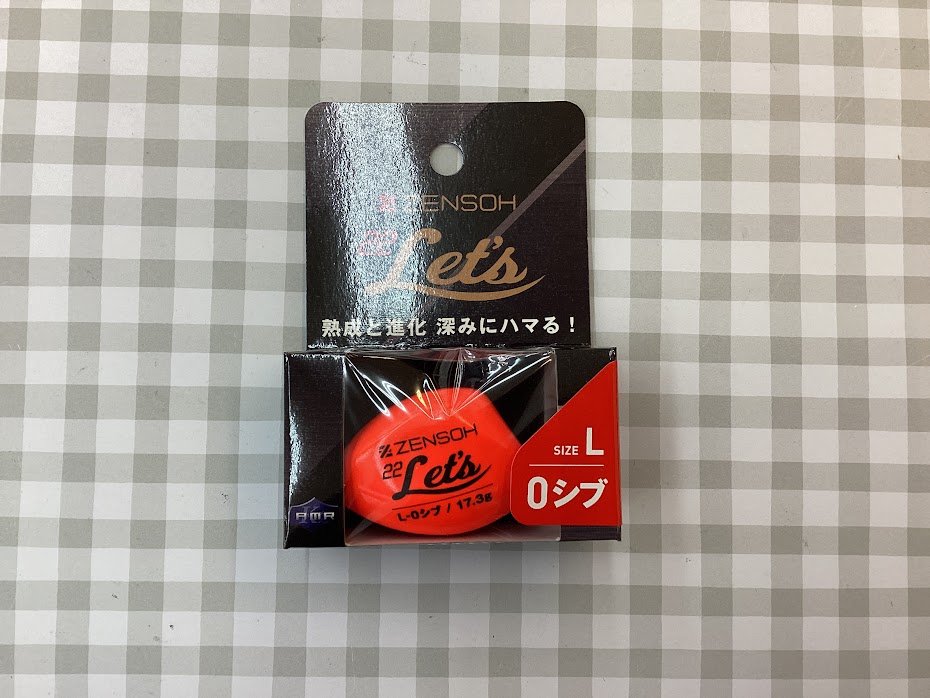 ZENSOH
22 Let's
熟成と進化 深みにハマる！
ZENSOH
22 Let's
L-0シブ / 17.3g
SIZE L
0シブ
AMR